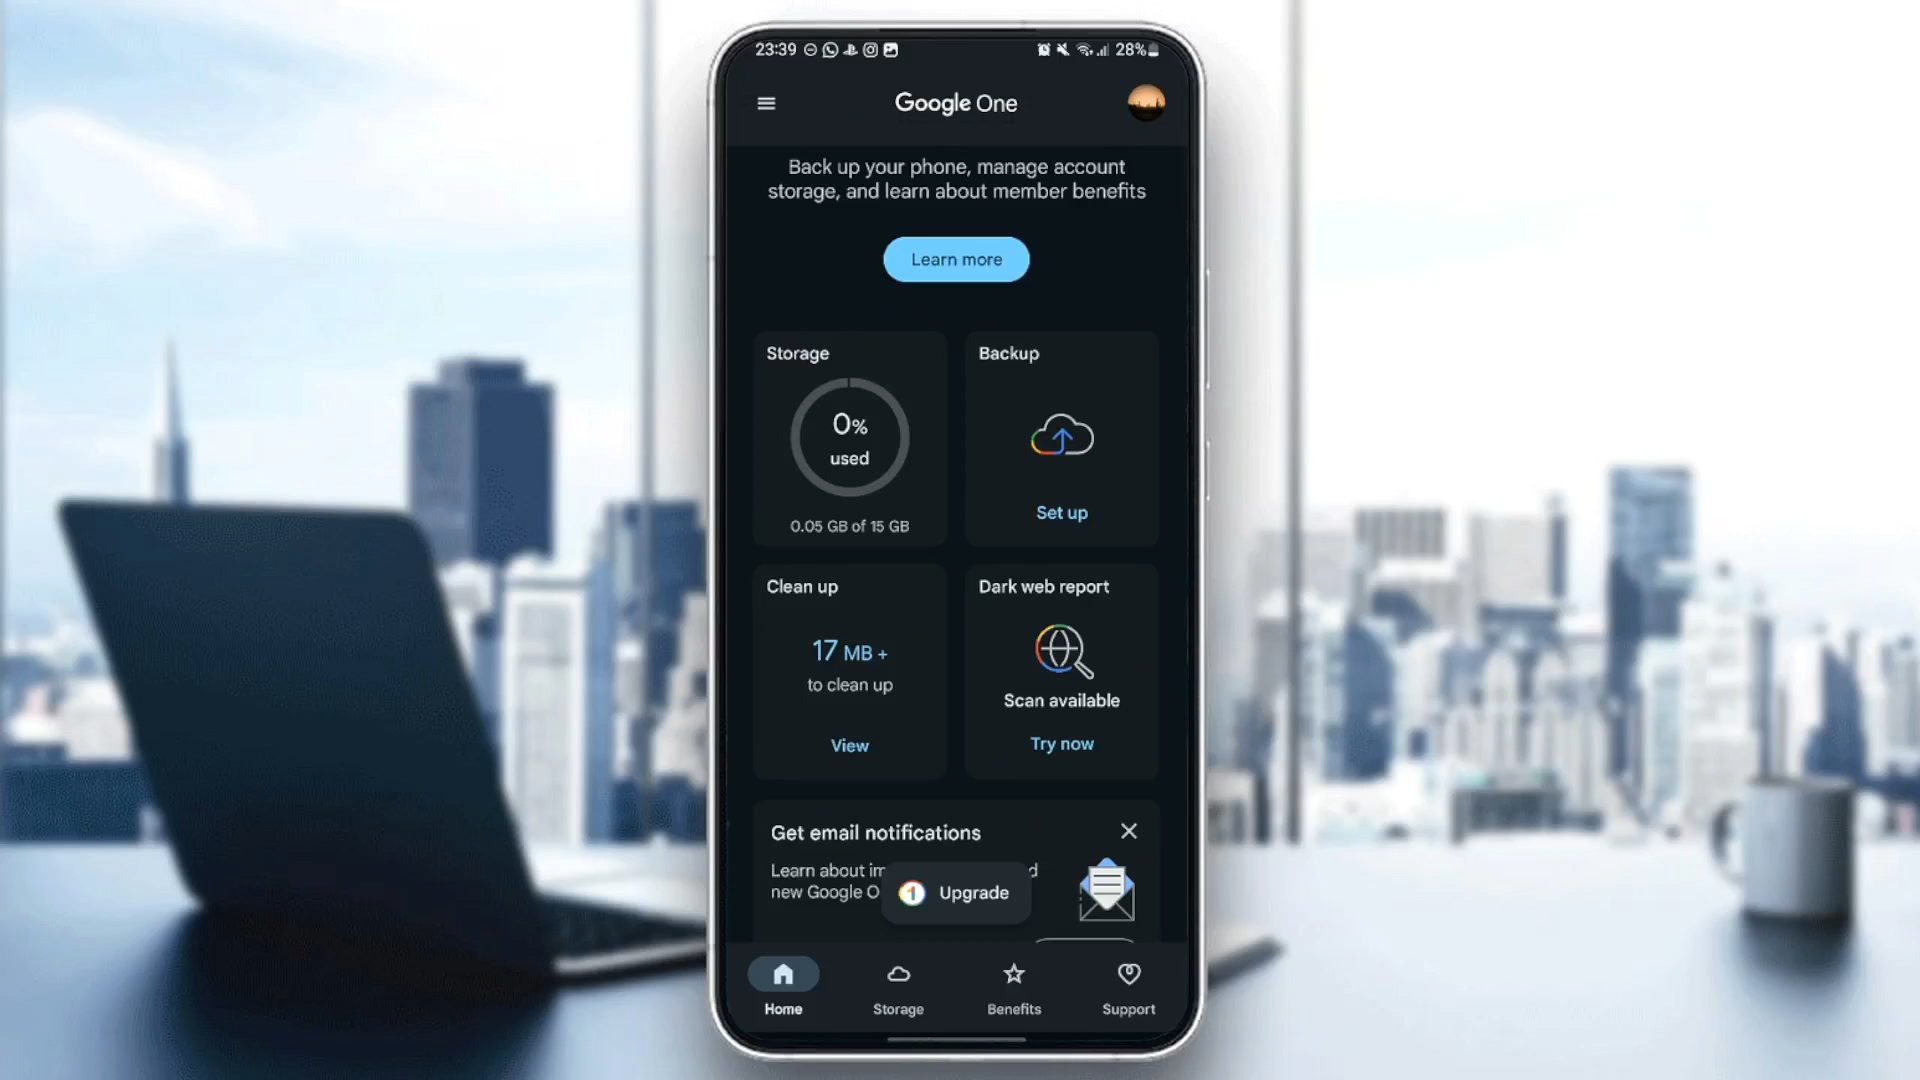 23:39 28%
Google One
Back up your phone, manage account
storage, and learn about member benefits
Learn more
Storage
0%
used
0.05 GB of 15 GB
Backup
Set up
Clean up
17 MB +
to clean up
View
Dark web report
Scan available
Try now
Get email notifications
Learn about im d
new Google O
1 Upgrade
Home Storage Benefits Support